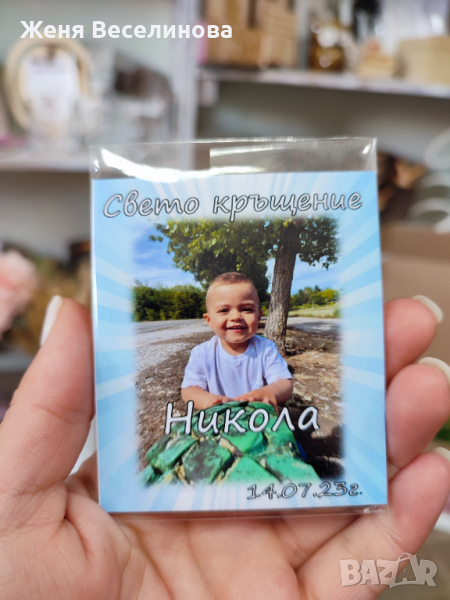 Женя Веселинова
Свето кръщение
Никола
14.07.23г.
BAZAR